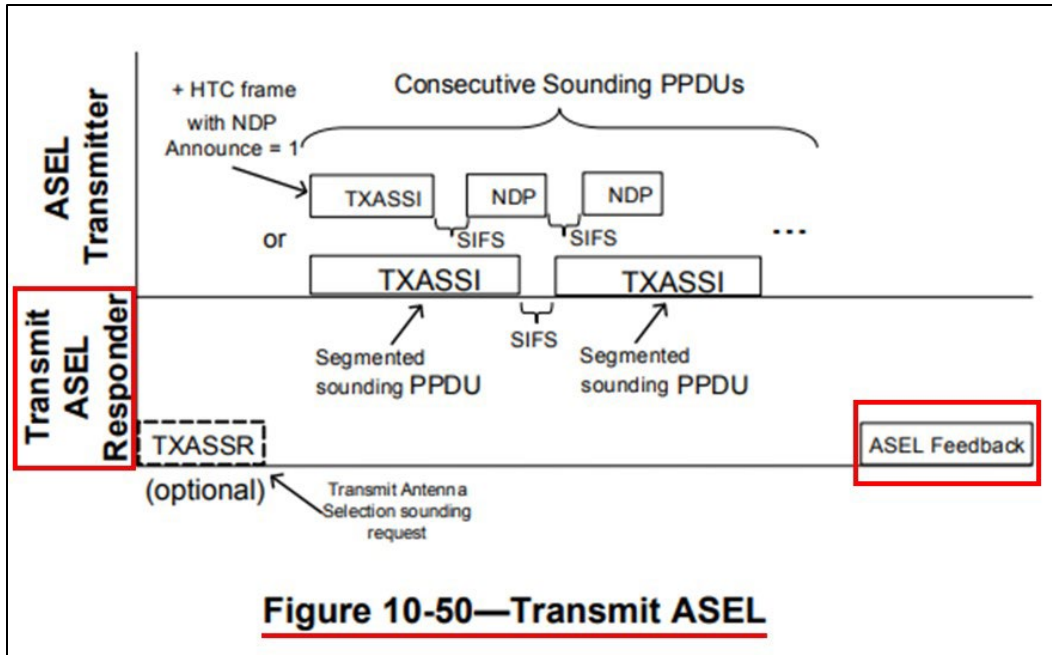 ASEL
Transmitter
+ HTC frame
with NDP
Announce = 1
Consecutive Sounding PPDUs
TXASSI
NDP
NDP
SIFS
SIFS
...
or
TXASSI
TXASSI
SIFS
Segmented
sounding PPDU
Segmented
sounding PPDU
Transmit
ASEL
Responder
TXASSR
(optional)
Transmit Antenna
Selection sounding
request
ASEL Feedback
Figure 10-50—Transmit ASEL